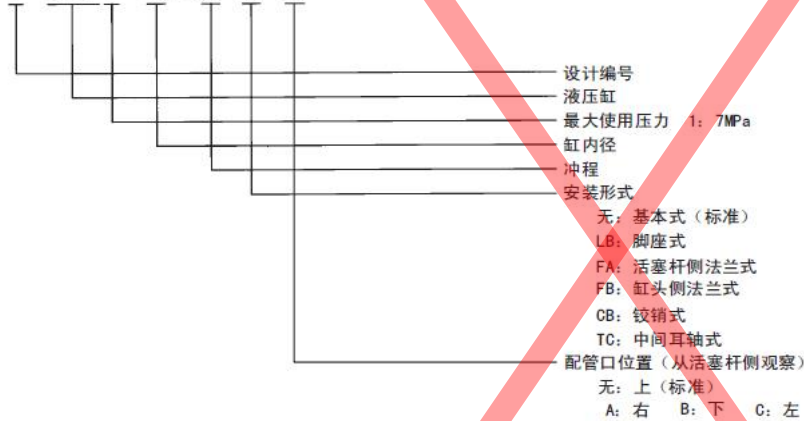 设计编号
液压缸
最大使用压力 1: 7MPa
缸内径
冲程
安装形式
无: 基本式（标准）
LB: 脚座式
FA: 活塞杆侧法兰式
FB: 缸头侧法兰式
CB: 铰销式
TC: 中间耳轴式
配管口位置（从活塞杆侧观察）
无: 上（标准）
A: 右 B: 下 C: 左